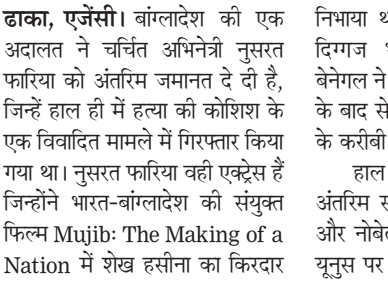 ढाका, एजेंसी। बांग्लादेश की एक
अदालत ने चर्चित अभिनेत्री नुसरत
फारिया को अंतरिम जमानत दे दी है,
जिन्हें हाल ही में हत्या की कोशिश के
एक विवादित मामले में गिरफ्तार किया
गया था। नुसरत फारिया वही एक्ट्रेस हैं
जिन्होंने भारत-बांग्लादेश की संयुक्त
फिल्म Mujib: The Making of a
Nation में शेख हसीना का किरदार
निभाया
दिग्गज
बेनेगल ने
के बाद से
के करीबी
हाल
अंतरिम
और
यूनुस पर